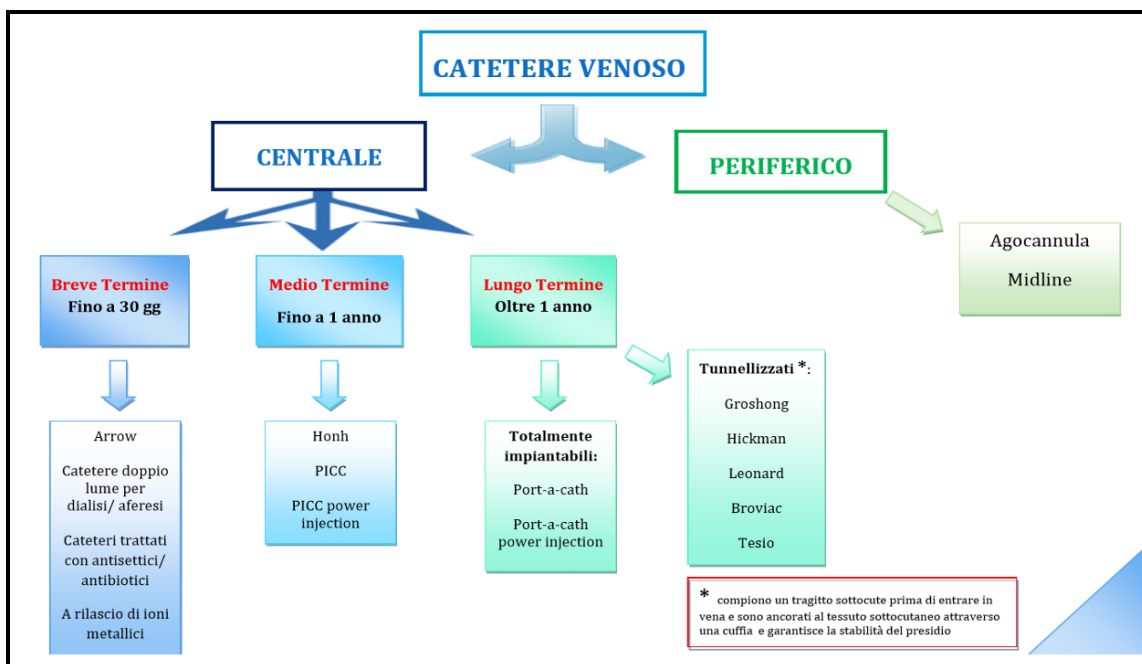 CATETERE VENOSO
CENTRALE
PERIFERICO
Breve Termine
Fino a 30 gg
Medio Termine
Fino a 1 anno
Lungo Termine
Oltre 1 anno
Agocannula
Midline
Arrow
Catetere doppio
lume per
dialisi/ aferesi
Cateteri trattati
con antisettici/
antibiotici
A rilascio di ioni
metallici
Honh
PICC
PICC power
injection
Totalmente
impiantabili:
Port-a-cath
Port-a-cath
power injection
Tunnellizzati *:
Groshong
Hickman
Leonard
Broviac
Tesio
* compiono un tragitto sottocute prima di entrare in
vena e sono ancorati al tessuto sottocutaneo attraverso
una cuffia e garantisce la stabilità del presidio